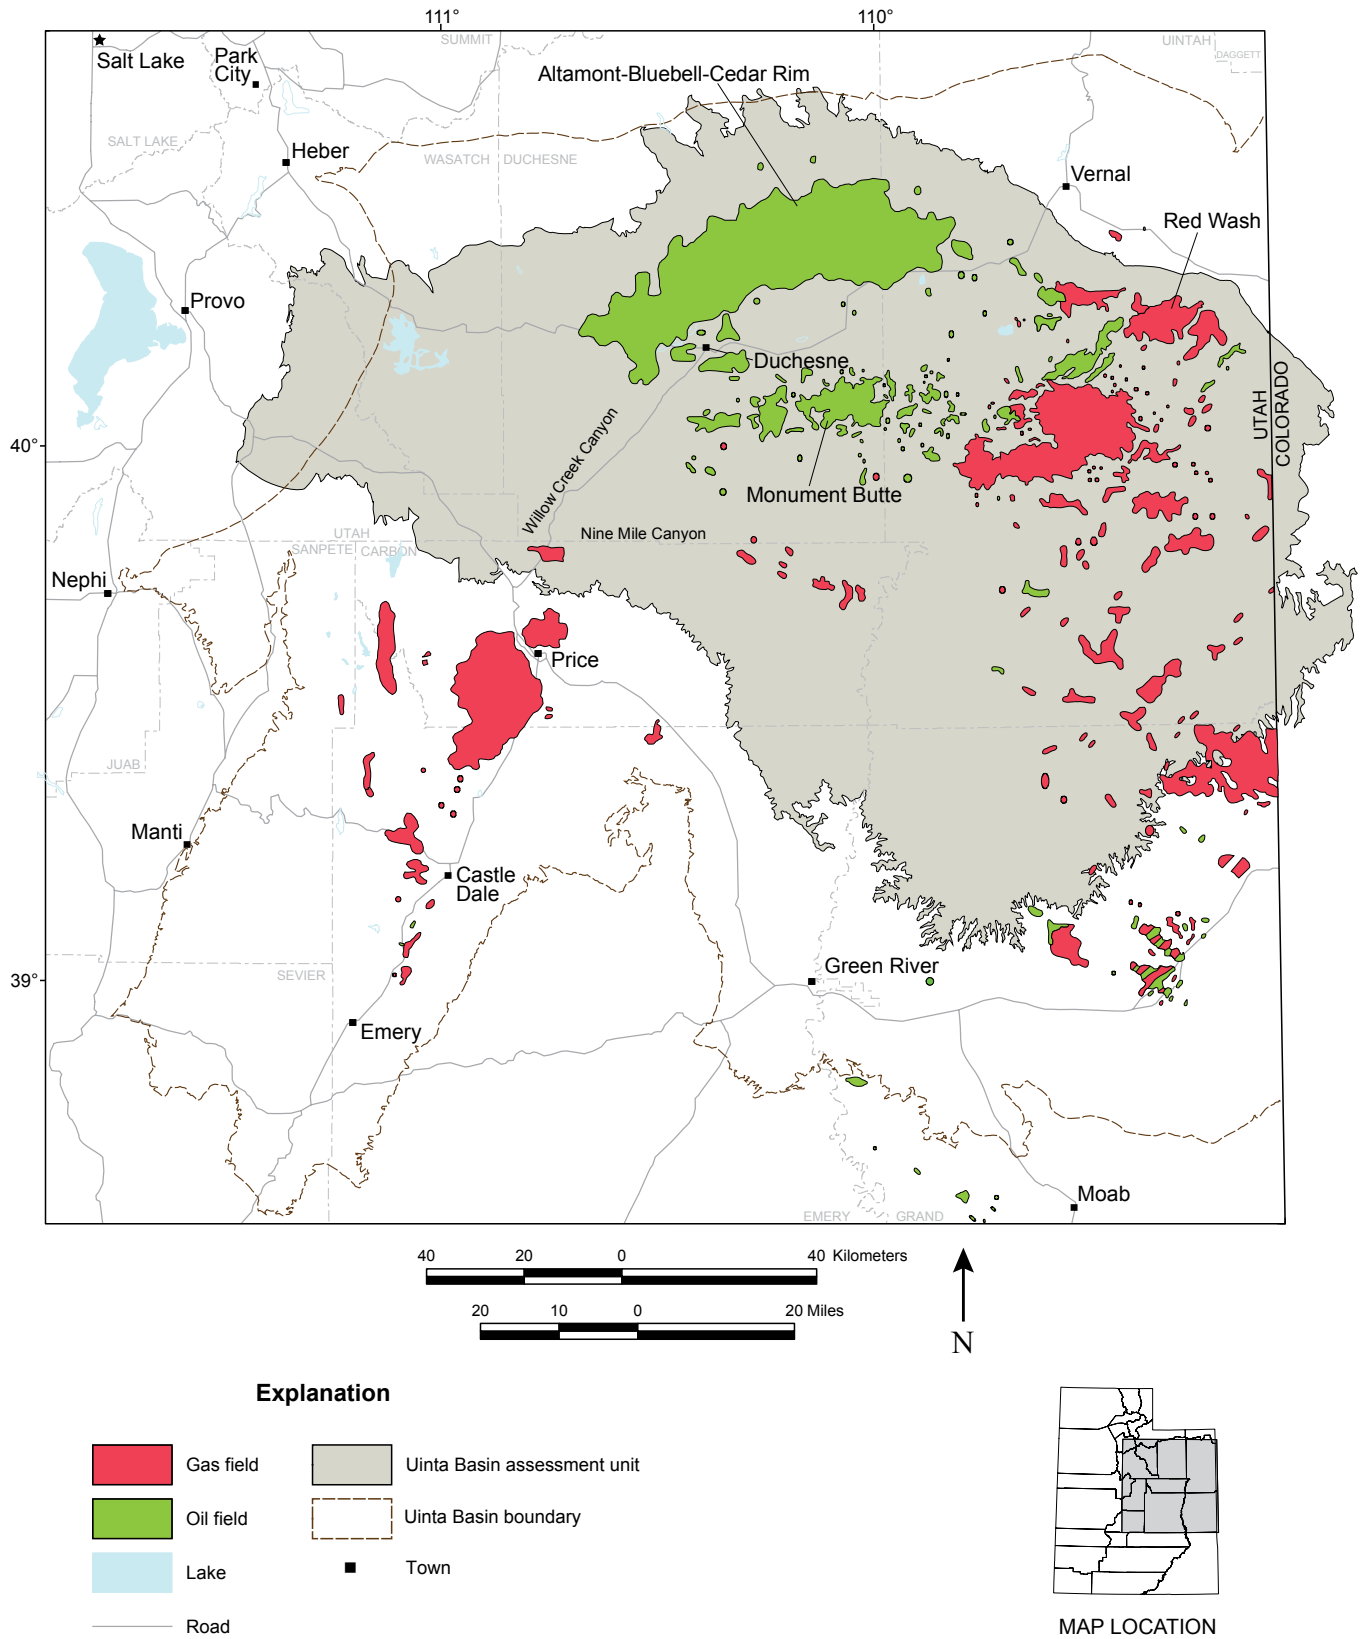 111°
110°
SUMMIT
UINTAH
DAGGETT
Salt Lake
Park
City
Altamont-Bluebell-Cedar Rim
SALT LAKE
Heber
WASATCH
DUCHESNE
Vernal
Red Wash
Provo
Duchesne
UTAH
COLORADO
40°
Willow Creek Canyon
Monument Butte
UTAH
Nine Mile Canyon
SANPETE
CARBON
Nephi
Price
JUAB
Manti
Castle
Dale
Green River
39°
SEVIER
Emery
Moab
EMERY
GRAND
40 20 0 40 Kilometers
20 10 0 20 Miles
N
Explanation
Gas field
Uinta Basin assessment unit
Oil field
Uinta Basin boundary
Lake
Town
Road
MAP LOCATION